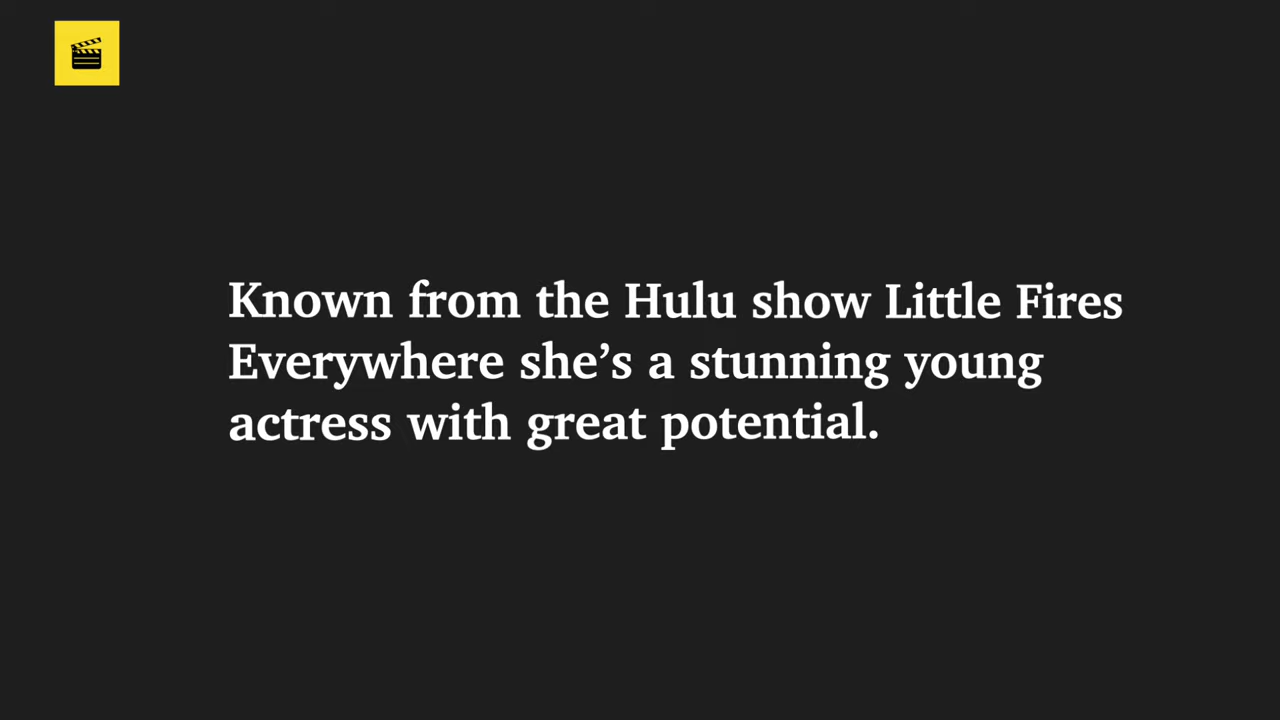 Known from the Hulu show Little Fires
Everywhere she’s a stunning young
actress with great potential.